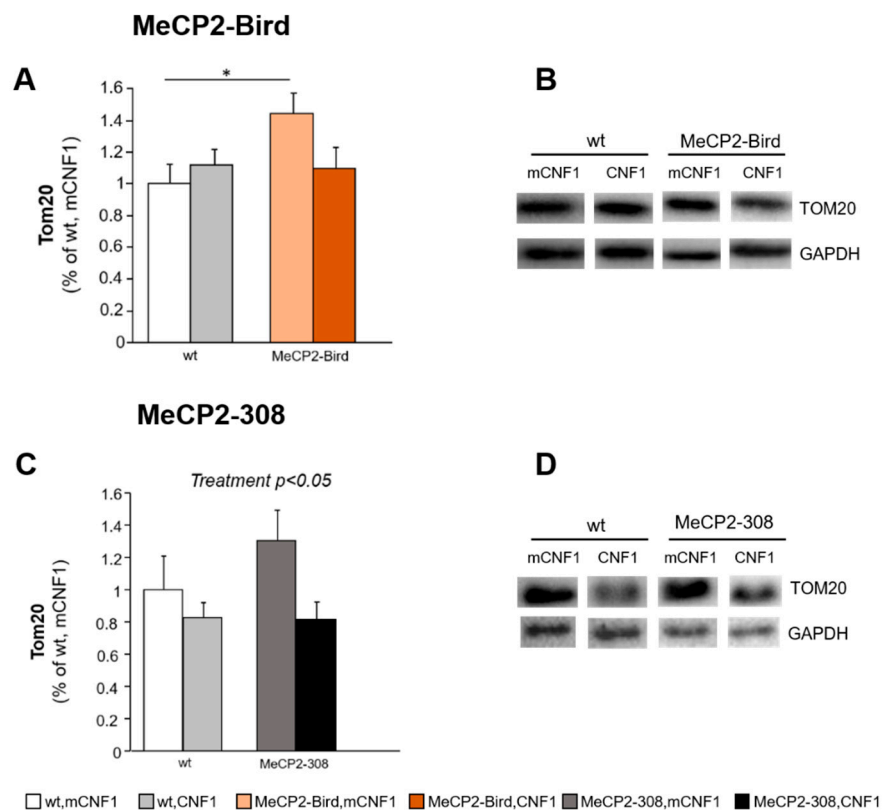 MeCP2-Bird
A
*
1.6
1.4
1.2
1
0.8
0.6
0.4
0.2
0
Tom20
(% of wt, mCNF1)
wt MeCP2-Bird
B
wt MeCP2-Bird
mCNF1 CNF1 mCNF1 CNF1
TOM20
GAPDH
MeCP2-308
C
Treatment p<0.05
1.6
1.4
1.2
1
0.8
0.6
0.4
0.2
0
Tom20
(% of wt, mCNF1)
wt MeCP2-308
D
wt MeCP2-308
mCNF1 CNF1 mCNF1 CNF1
TOM20
GAPDH
wt,mCNF1 wt,CNF1 MeCP2-Bird,mCNF1 MeCP2-Bird,CNF1 MeCP2-308,mCNF1 MeCP2-308,CNF1